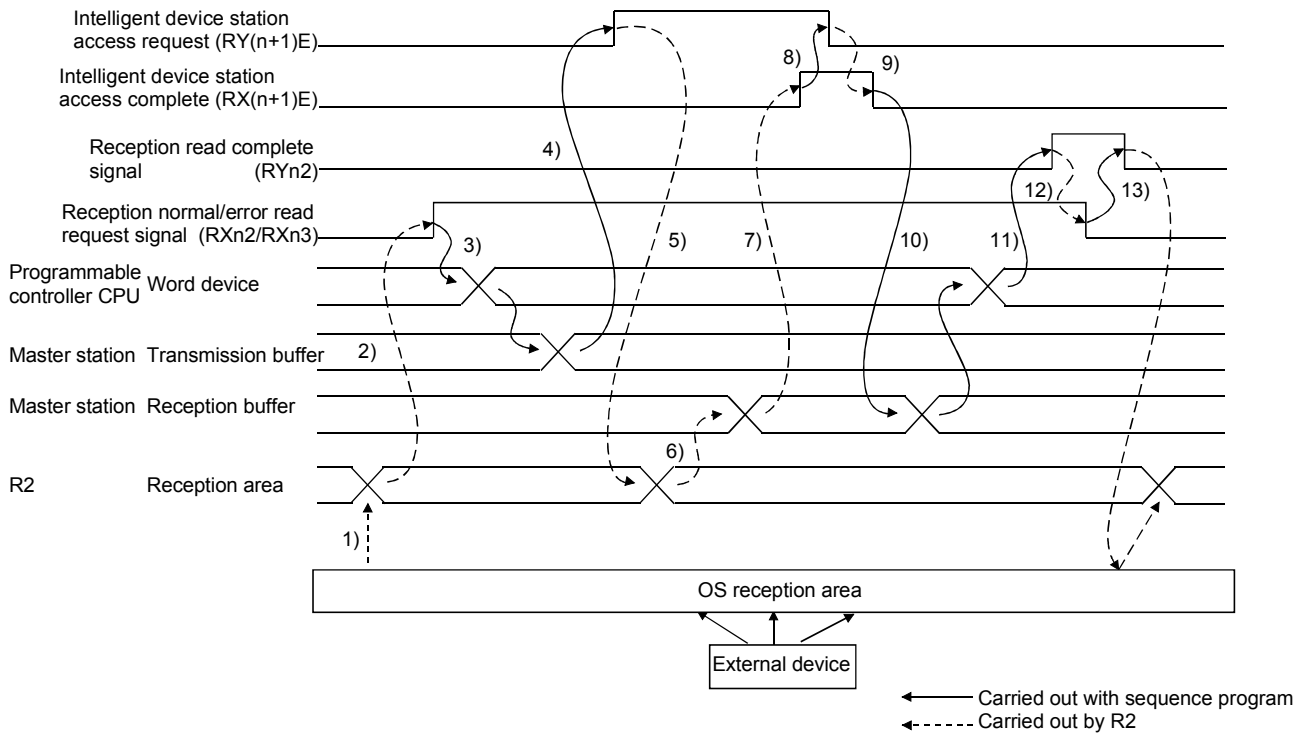 Intelligent device station
access request (RY(n+1)E)
8)
9)
Intelligent device station
access complete (RX(n+1)E)
4)
Reception read complete
signal (RYn2)
12)
13)
Reception normal/error read
request signal (RXn2/RXn3)
3)
5)
7)
10)
11)
Programmable
controller CPU Word device
2)
Master station Transmission buffer
Master station Reception buffer
6)
R2 Reception area
1)
OS reception area
External device
Carried out with sequence program
Carried out by R2